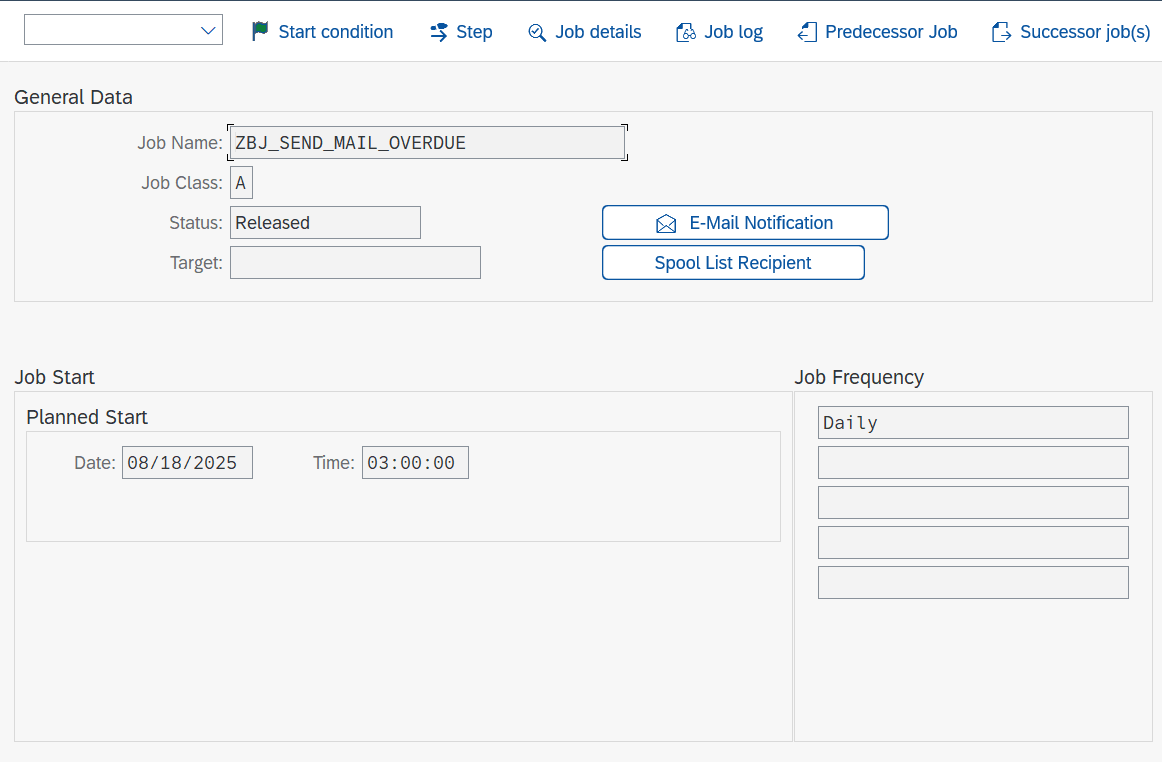 Start condition Step Job details Job log Predecessor Job Successor job(s)
General Data
Job Name: ZBJ_SEND_MAIL_OVERDUE
Job Class: A
Status: Released E-Mail Notification
Target: Spool List Recipient
Job Start Job Frequency
Planned Start Daily
Date: 08/18/2025 Time: 03:00:00